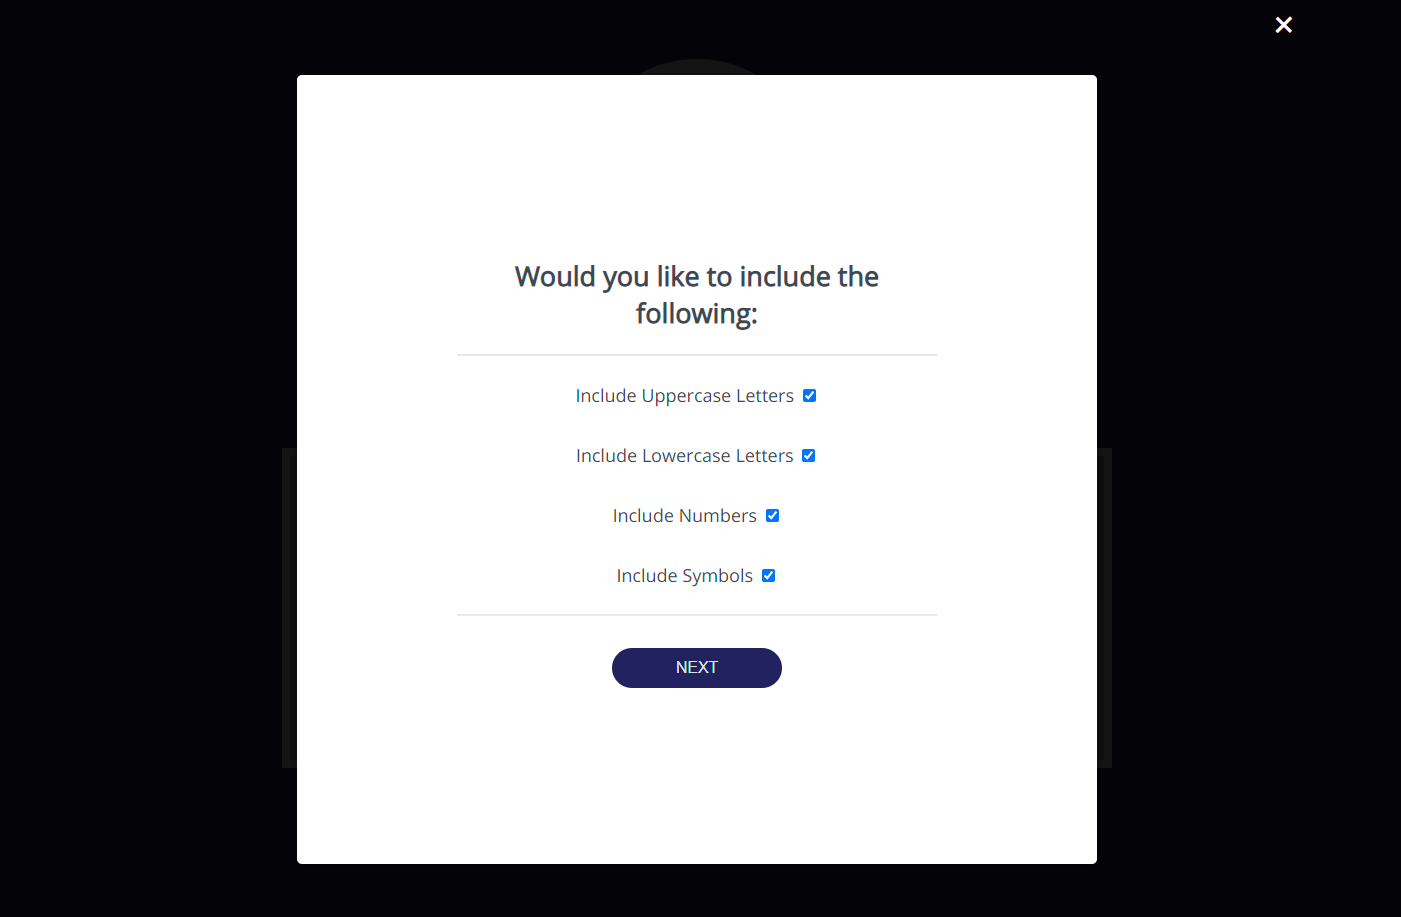 Would you like to include the
following:
Include Uppercase Letters
Include Lowercase Letters
Include Numbers
Include Symbols
NEXT